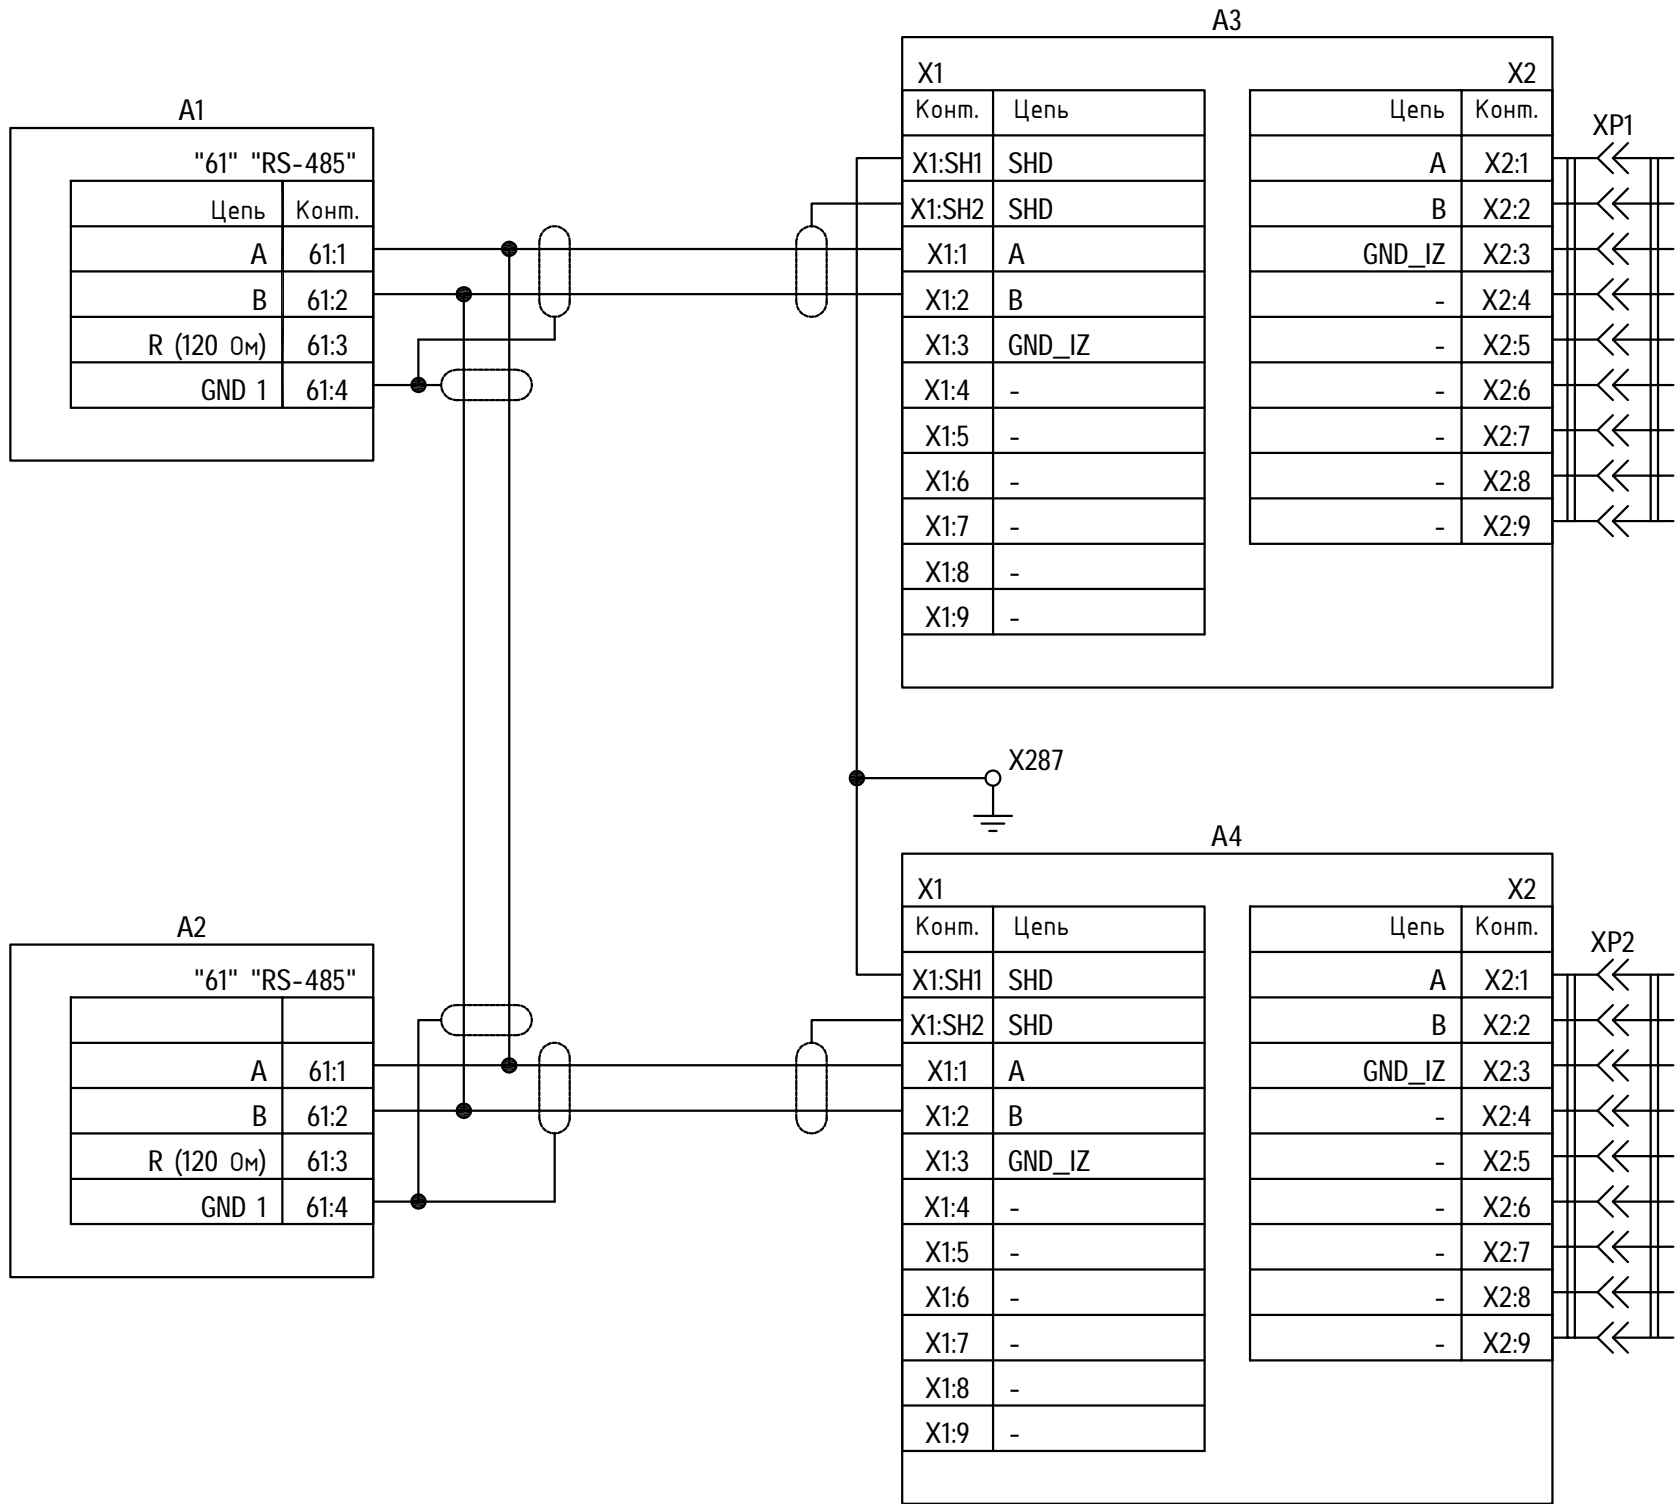 A3
X1 X2
Конт. Цепь Цепь Конт.
X1:SH1 SHD A X2:1
X1:SH2 SHD B X2:2
X1:1 A GND_IZ X2:3
X1:2 B - X2:4
X1:3 GND_IZ - X2:5
X1:4 - - X2:6
X1:5 - - X2:7
X1:6 - - X2:8
X1:7 - - X2:9
X1:8 -
X1:9 -
XP1
A1
"61" "RS-485"
Цепь Конт.
A 61:1
B 61:2
R (120 Ом) 61:3
GND 1 61:4
X287
A4
X1 X2
Конт. Цепь Цепь Конт.
X1:SH1 SHD A X2:1
X1:SH2 SHD B X2:2
X1:1 A GND_IZ X2:3
X1:2 B - X2:4
X1:3 GND_IZ - X2:5
X1:4 - - X2:6
X1:5 - - X2:7
X1:6 - - X2:8
X1:7 - - X2:9
X1:8 -
X1:9 -
XP2
A2
"61" "RS-485"
A 61:1
B 61:2
R (120 Ом) 61:3
GND 1 61:4